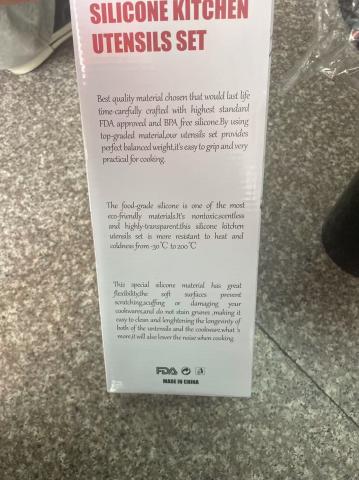 SILICONE KITCHEN
UTENSILS SET
Best quality material chosen that would last life
time-carefully crafted with highest standard
FDA approved and BPA free silicone.By using
top-graded material,our utensils set provides
perfect balanced weight.it's easy to grip and very
practical for cooking.
The food-grade silicone is one of the most
eco-friendly materials.It's nontoxic,scentless
and highly-transparent,this silicone kitchen
utensils set is more resistant to heat and
coldness from -30℃ to 200℃
This special silicone material has great
flexibility,the soft surfaces prevent
scratching,scuffing or damaging your
cookwares,and do not stain graves ,making it
easy to clean and lenghtening the longevinty of
both of the untensils and the cookware,what's
more,it will also lower the noise when cooking.
FDA
MADE IN CHINA